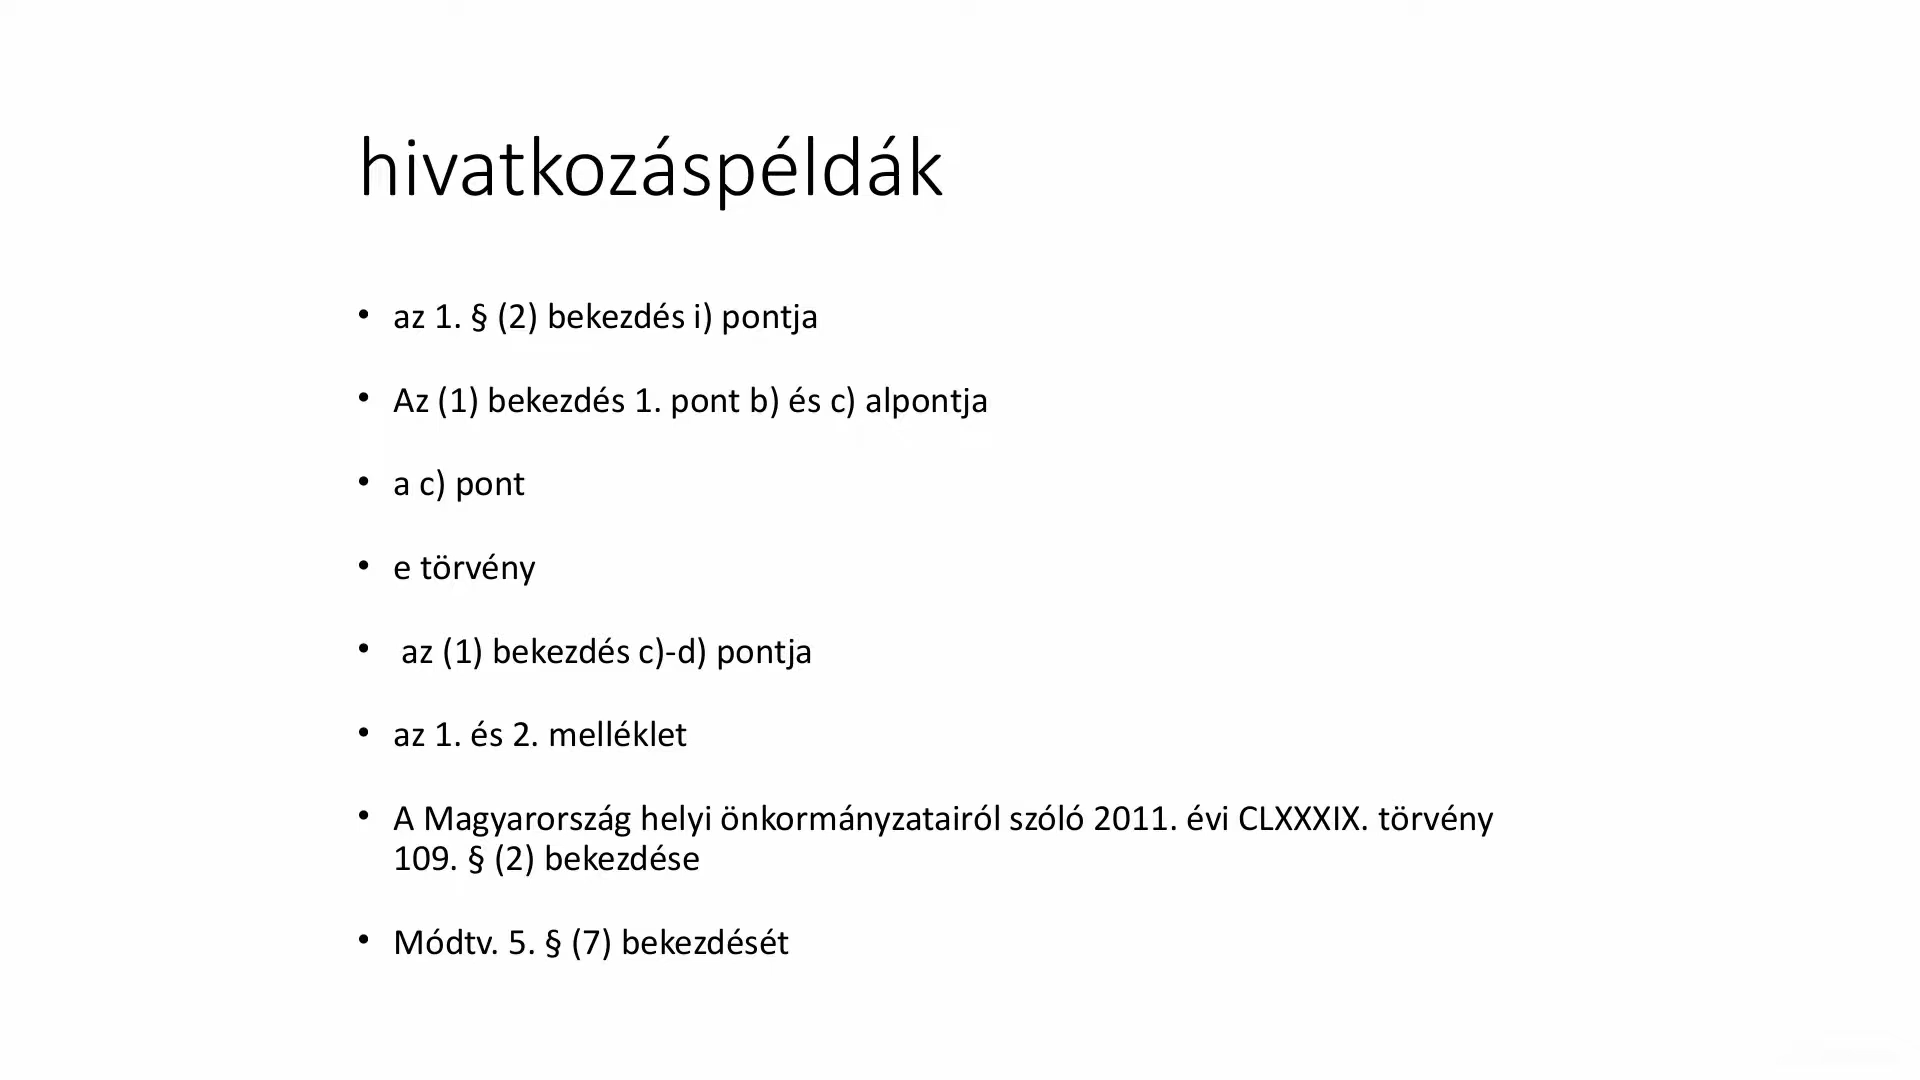 hivatkozáspéldák
• az 1. § (2) bekezdés i) pontja
• Az (1) bekezdés 1. pont b) és c) alpontja
• a c) pont
• e törvény
• az (1) bekezdés c)-d) pontja
• az 1. és 2. melléklet
• A Magyarország helyi önkormányzatairól szóló 2011. évi CLXXXIX. törvény
109. § (2) bekezdése
• Módtv. 5. § (7) bekezdését